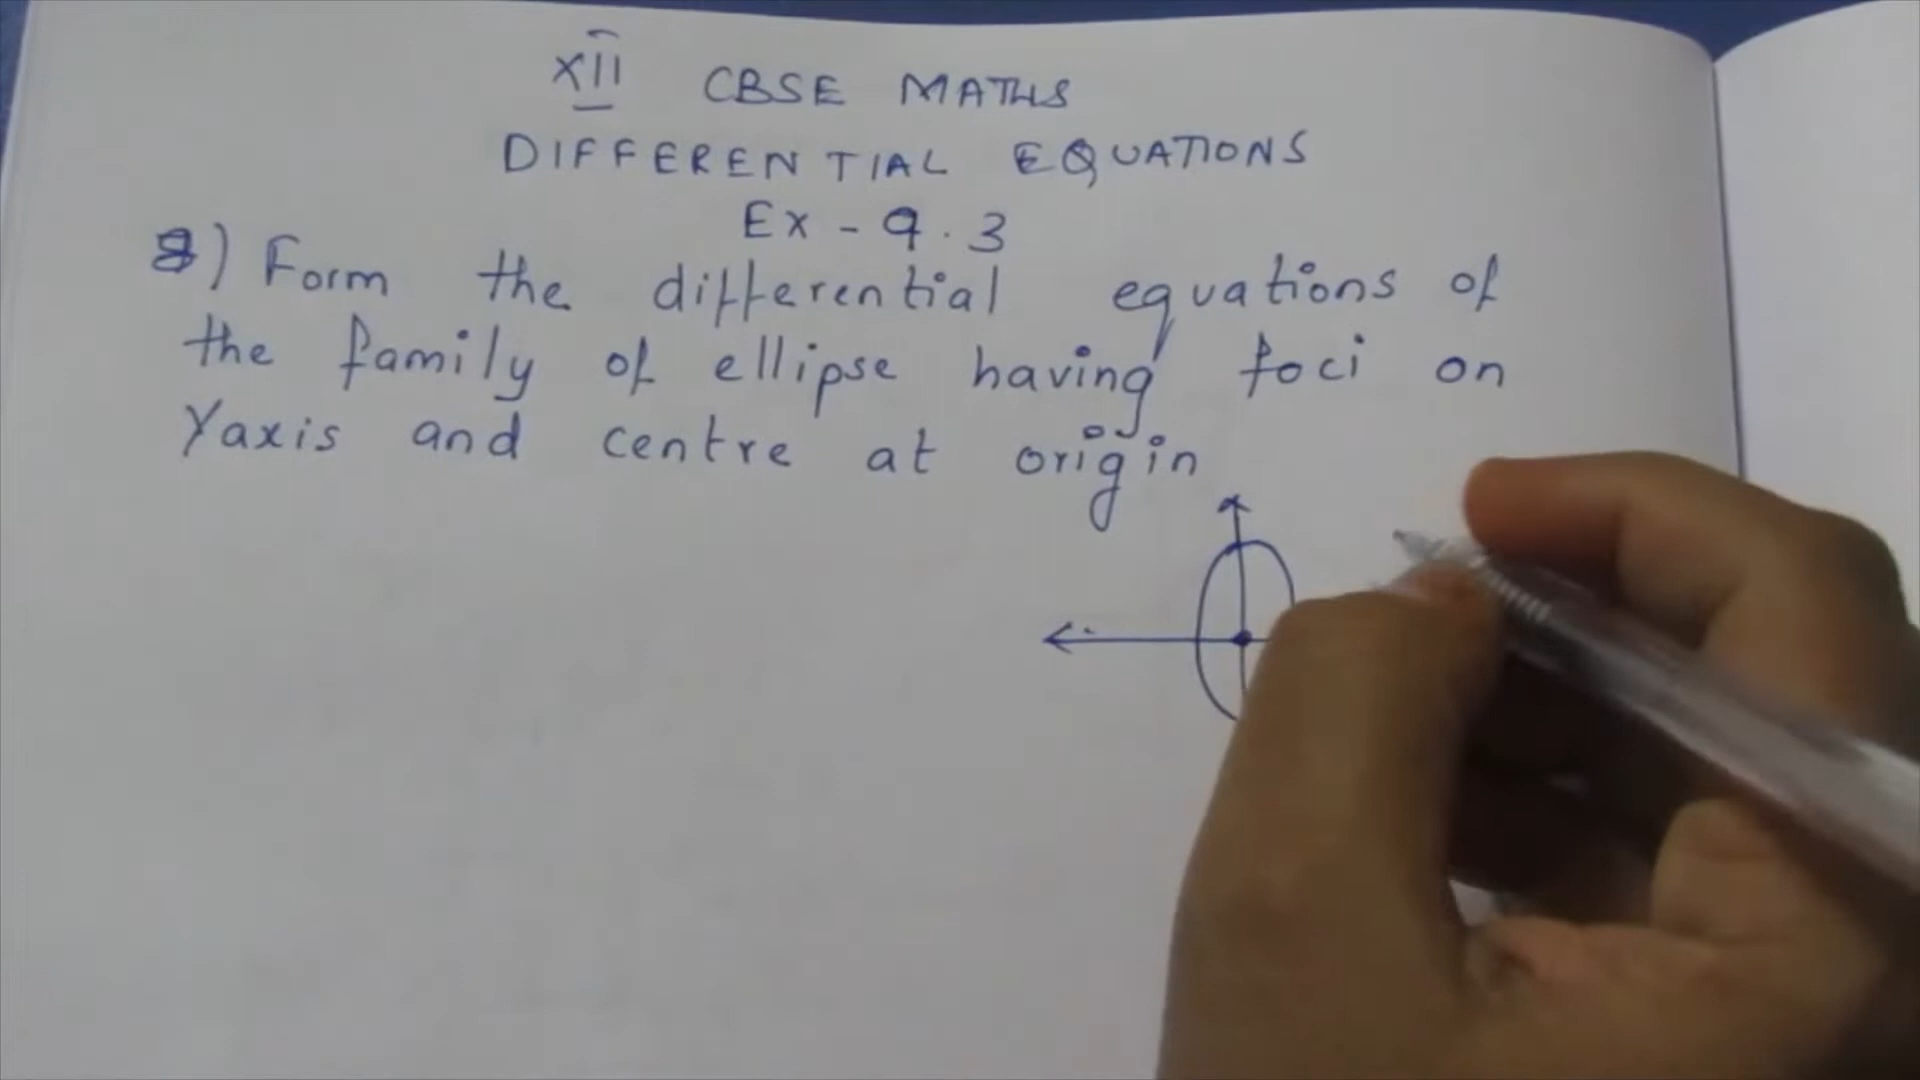 XII CBSE MATHS
DIFFERENTIAL EQUATIONS
Ex - 9.3
8) Form the differential equations of
the family of ellipse having foci on
Yaxis and centre at origin